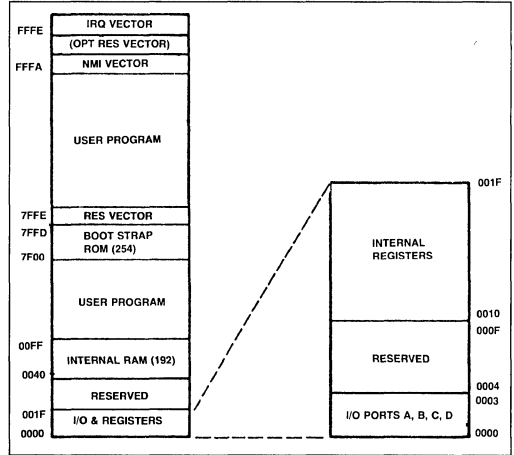 FFFE
IRQ VECTOR
(OPT RES VECTOR)
FFFA
NMI VECTOR
USER PROGRAM
7FFE
RES VECTOR
7FFD
BOOT STRAP
ROM (254)
7F00
USER PROGRAM
00FF
INTERNAL RAM (192)
0040
RESERVED
001F
I/O & REGISTERS
0000
001F
INTERNAL
REGISTERS
0010
000F
RESERVED
0004
0003
I/O PORTS A, B, C, D
0000